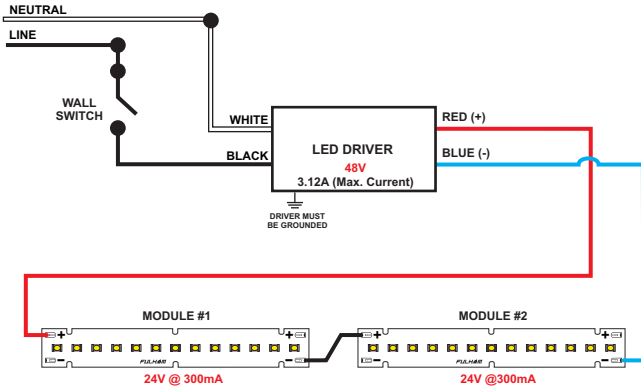 NEUTRAL
LINE
WALL
SWITCH
WHITE
BLACK
LED DRIVER
48V
3.12A (Max. Current)
RED (+)
BLUE (-)
DRIVER MUST
BE GROUNDED
MODULE #1
MODULE #2
+ +
+ +
FULHAM
FULHAM
− −
− −
24V @ 300mA
24V @300mA